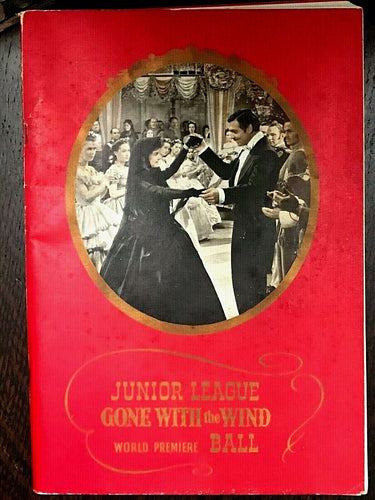 JUNIOR LEAGUE
GONE WITH the WIND
WORLD PREMIERE BALL